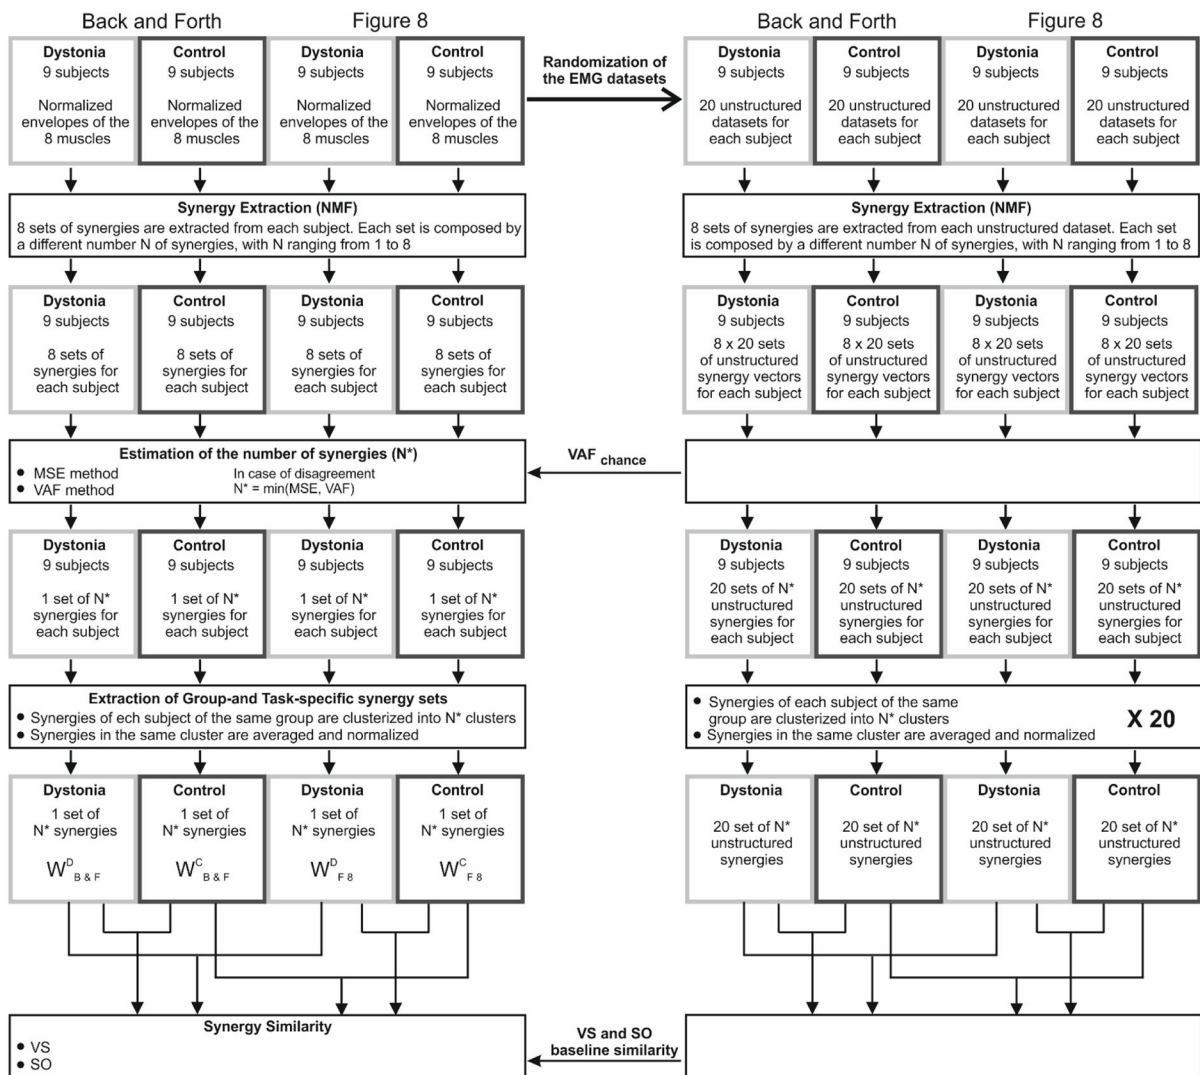 Back and Forth
Figure 8
Dystonia
9 subjects
Normalized
envelopes of the
8 muscles
Control
9 subjects
Normalized
envelopes of the
8 muscles
Dystonia
9 subjects
Normalized
envelopes of the
8 muscles
Control
9 subjects
Normalized
envelopes of the
8 muscles
Synergy Extraction (NMF)
8 sets of synergies are extracted from each subject. Each set is composed by
a different number N of synergies, with N ranging from 1 to 8
Dystonia
9 subjects
8 sets of
synergies for
each subject
Control
9 subjects
8 sets of
synergies for
each subject
Dystonia
9 subjects
8 sets of
synergies for
each subject
Control
9 subjects
8 sets of
synergies for
each subject
Estimation of the number of synergies (N*)
• MSE method
• VAF method
In case of disagreement
N* = min(MSE, VAF)
Dystonia
9 subjects
1 set of N*
synergies for
each subject
Control
9 subjects
1 set of N*
synergies for
each subject
Dystonia
9 subjects
1 set of N*
synergies for
each subject
Control
9 subjects
1 set of N*
synergies for
each subject
Extraction of Group-and Task-specific synergy sets
• Synergies of ech subject of the same group are clusterized into N* clusters
• Synergies in the same cluster are averaged and normalized
Dystonia
1 set of
N* synergies
W D B & F
Control
1 set of
N* synergies
W C B & F
Dystonia
1 set of
N* synergies
W D F 8
Control
1 set of
N* synergies
W C F 8
Synergy Similarity
• VS
• SO
Randomization of
the EMG datasets
VAF chance
VS and SO
baseline similarity
Back and Forth
Figure 8
Dystonia
9 subjects
20 unstructured
datasets for
each subject
Control
9 subjects
20 unstructured
datasets for
each subject
Dystonia
9 subjects
20 unstructured
datasets for
each subject
Control
9 subjects
20 unstructured
datasets for
each subject
Synergy Extraction (NMF)
8 sets of synergies are extracted from each unstructured dataset. Each set
is composed by a different number N of synergies, with N ranging from 1 to 8
Dystonia
9 subjects
8 x 20 sets
of unstructured
synergy vectors
for each subject
Control
9 subjects
8 x 20 sets
of unstructured
synergy vectors
for each subject
Dystonia
9 subjects
8 x 20 sets
of unstructured
synergy vectors
for each subject
Control
9 subjects
8 x 20 sets
of unstructured
synergy vectors
for each subject
Dystonia
9 subjects
20 sets of N*
unstructured
synergies for
each subject
Control
9 subjects
20 sets of N*
unstructured
synergies for
each subject
Dystonia
9 subjects
20 sets of N*
unstructured
synergies for
each subject
Control
9 subjects
20 sets of N*
unstructured
synergies for
each subject
• Synergies of each subject of the same
group are clusterized into N* clusters
• Synergies in the same cluster are averaged and normalized
X 20
Dystonia
20 set of N*
unstructured
synergies
Control
20 set of N*
unstructured
synergies
Dystonia
20 set of N*
unstructured
synergies
Control
20 set of N*
unstructured
synergies